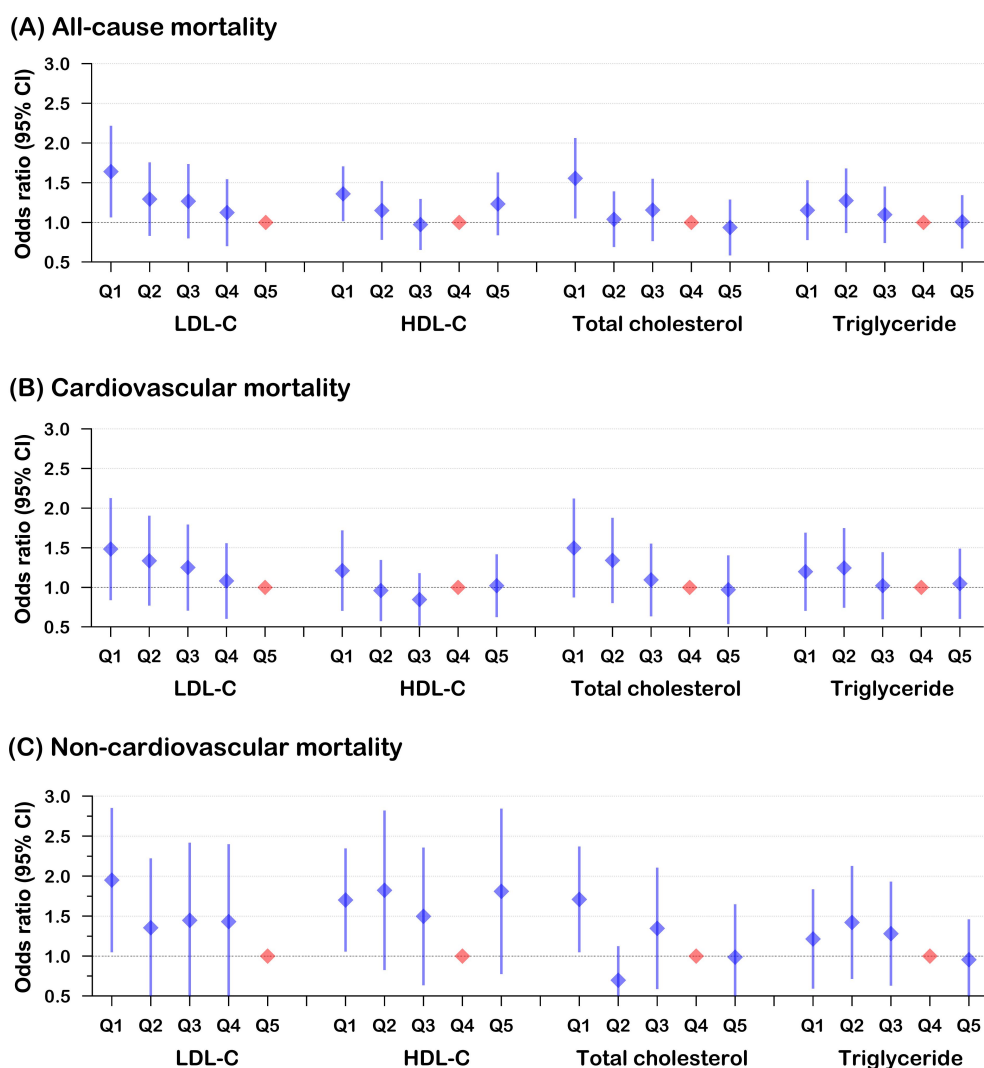 (A) All-cause mortality
Odds ratio (95% CI)
3.0
2.5
2.0
1.5
1.0
0.5
Q1 Q2 Q3 Q4 Q5 Q1 Q2 Q3 Q4 Q5 Q1 Q2 Q3 Q4 Q5 Q1 Q2 Q3 Q4 Q5
LDL-C HDL-C Total cholesterol Triglyceride
(B) Cardiovascular mortality
Odds ratio (95% CI)
3.0
2.5
2.0
1.5
1.0
0.5
Q1 Q2 Q3 Q4 Q5 Q1 Q2 Q3 Q4 Q5 Q1 Q2 Q3 Q4 Q5 Q1 Q2 Q3 Q4 Q5
LDL-C HDL-C Total cholesterol Triglyceride
(C) Non-cardiovascular mortality
Odds ratio (95% CI)
3.0
2.5
2.0
1.5
1.0
0.5
Q1 Q2 Q3 Q4 Q5 Q1 Q2 Q3 Q4 Q5 Q1 Q2 Q3 Q4 Q5 Q1 Q2 Q3 Q4 Q5
LDL-C HDL-C Total cholesterol Triglyceride